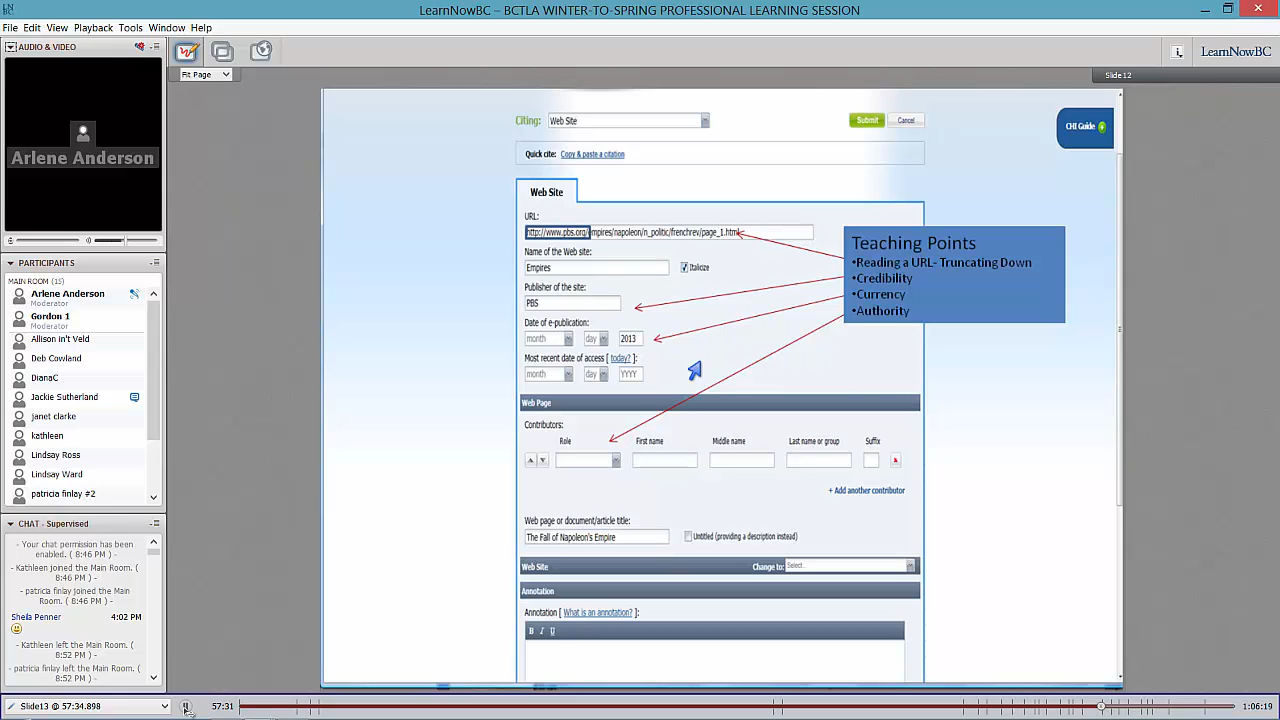 LearnNowBC – BCTLA WINTER-TO-SPRING PROFESSIONAL LEARNING SESSION
File Edit View Playback Tools Window Help
AUDIO & VIDEO
LearnNowBC
Fit Page
Slide 12
Arlene Anderson
PARTICIPANTS
MAIN ROOM (15)
Arlene Anderson
Moderator
Gordon 1
Moderator
Allison in't Veld
Deb Cowland
DianaC
Jackie Sutherland
janet clarke
kathleen
Lindsay Ross
Lindsay Ward
patricia finlay #2
CHAT - Supervised
- Your chat permission has been
enabled. ( 8:46 PM ) -
- Kathleen joined the Main Room. (
8:46 PM ) -
- patricia finlay joined the Main
Room. ( 8:46 PM ) -
Sheila Penner 4:02 PM
- Kathleen left the Main Room. (
8:52 PM ) -
- patricia finlay left the Main Room. (
8:52 PM ) -
Citing: Web Site
Submit Cancel
CHI Guide
Quick cite: Copy & paste a citation
Web Site
URL:
http://www.pbs.org/empires/napoleon/n_politic/frenchrev/page_1.html
Name of the Web site:
Empires Italicize
Publisher of the site:
PBS
Date of e-publication:
month day 2013
Most recent date of access [ today? ]:
month day YYYY
Teaching Points
•Reading a URL- Truncating Down
•Credibility
•Currency
•Authority
Web Page
Contributors:
Role First name Middle name Last name or group Suffix
+ Add another contributor
Web page or document/article title:
The Fall of Napoleon's Empire Untitled (providing a description instead)
Web Site Change to: Select...
Annotation
Annotation [ What is an annotation? ]:
B I U
Slide13 @ 57:34.898 57:31 1:06:19